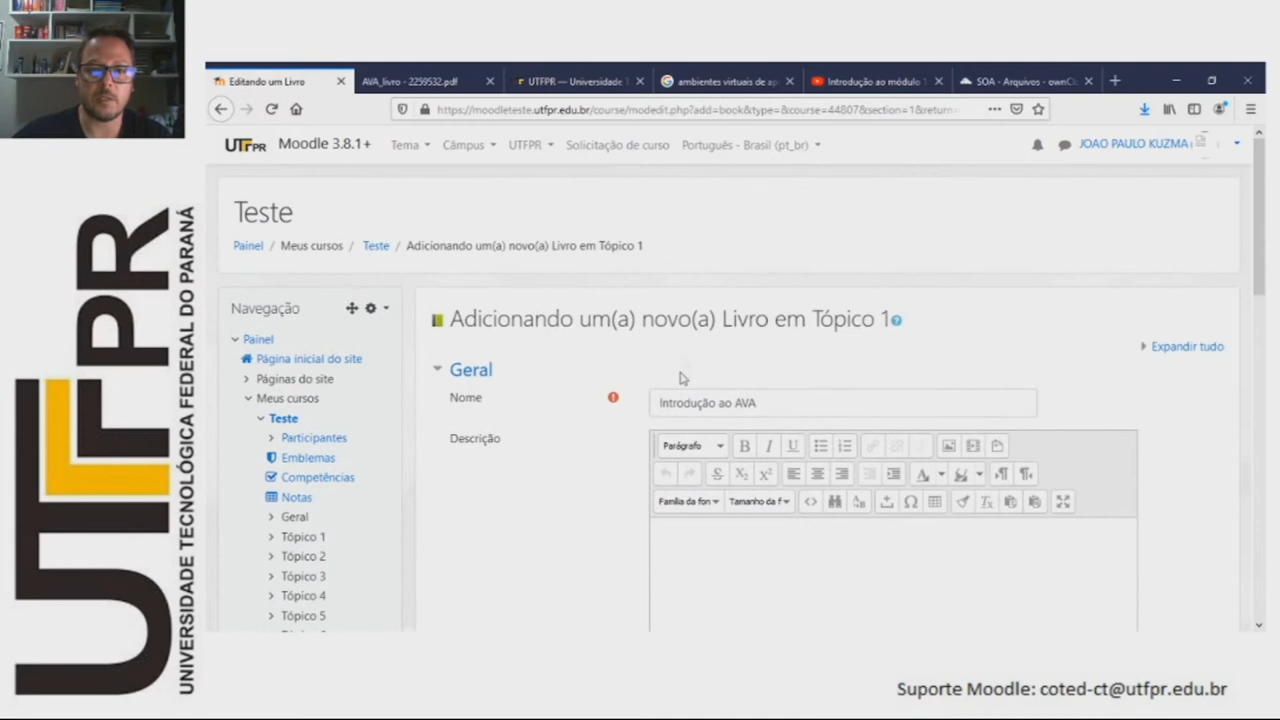 Editando um Livro
AVA_livro - 2259532.pdf
UTFPR — Universidade
ambientes virtuais de ap
Introdução ao módulo
SOA - Arquivos - ownCl
https://moodleteste.utfpr.edu.br/course/modedit.php?add=book&type=&course=44807&section=1&return
UTFPR Moodle 3.8.1+ Tema Câmpus UTFPR Solicitação de curso Português - Brasil (pt_br) JOAO PAULO KUZMA
Teste
Painel / Meus cursos / Teste / Adicionando um(a) novo(a) Livro em Tópico 1
Navegação
Painel
Página inicial do site
Páginas do site
Meus cursos
Teste
Participantes
Emblemas
Competências
Notas
Geral
Tópico 1
Tópico 2
Tópico 3
Tópico 4
Tópico 5
Adicionando um(a) novo(a) Livro em Tópico 1
Expandir tudo
Geral
Nome
Introdução ao AVA
Descrição
Parágrafo
Família da fon Tamanho da f
UTFPR
UNIVERSIDADE TECNOLÓGICA FEDERAL DO PARANÁ
Suporte Moodle: coted-ct@utfpr.edu.br